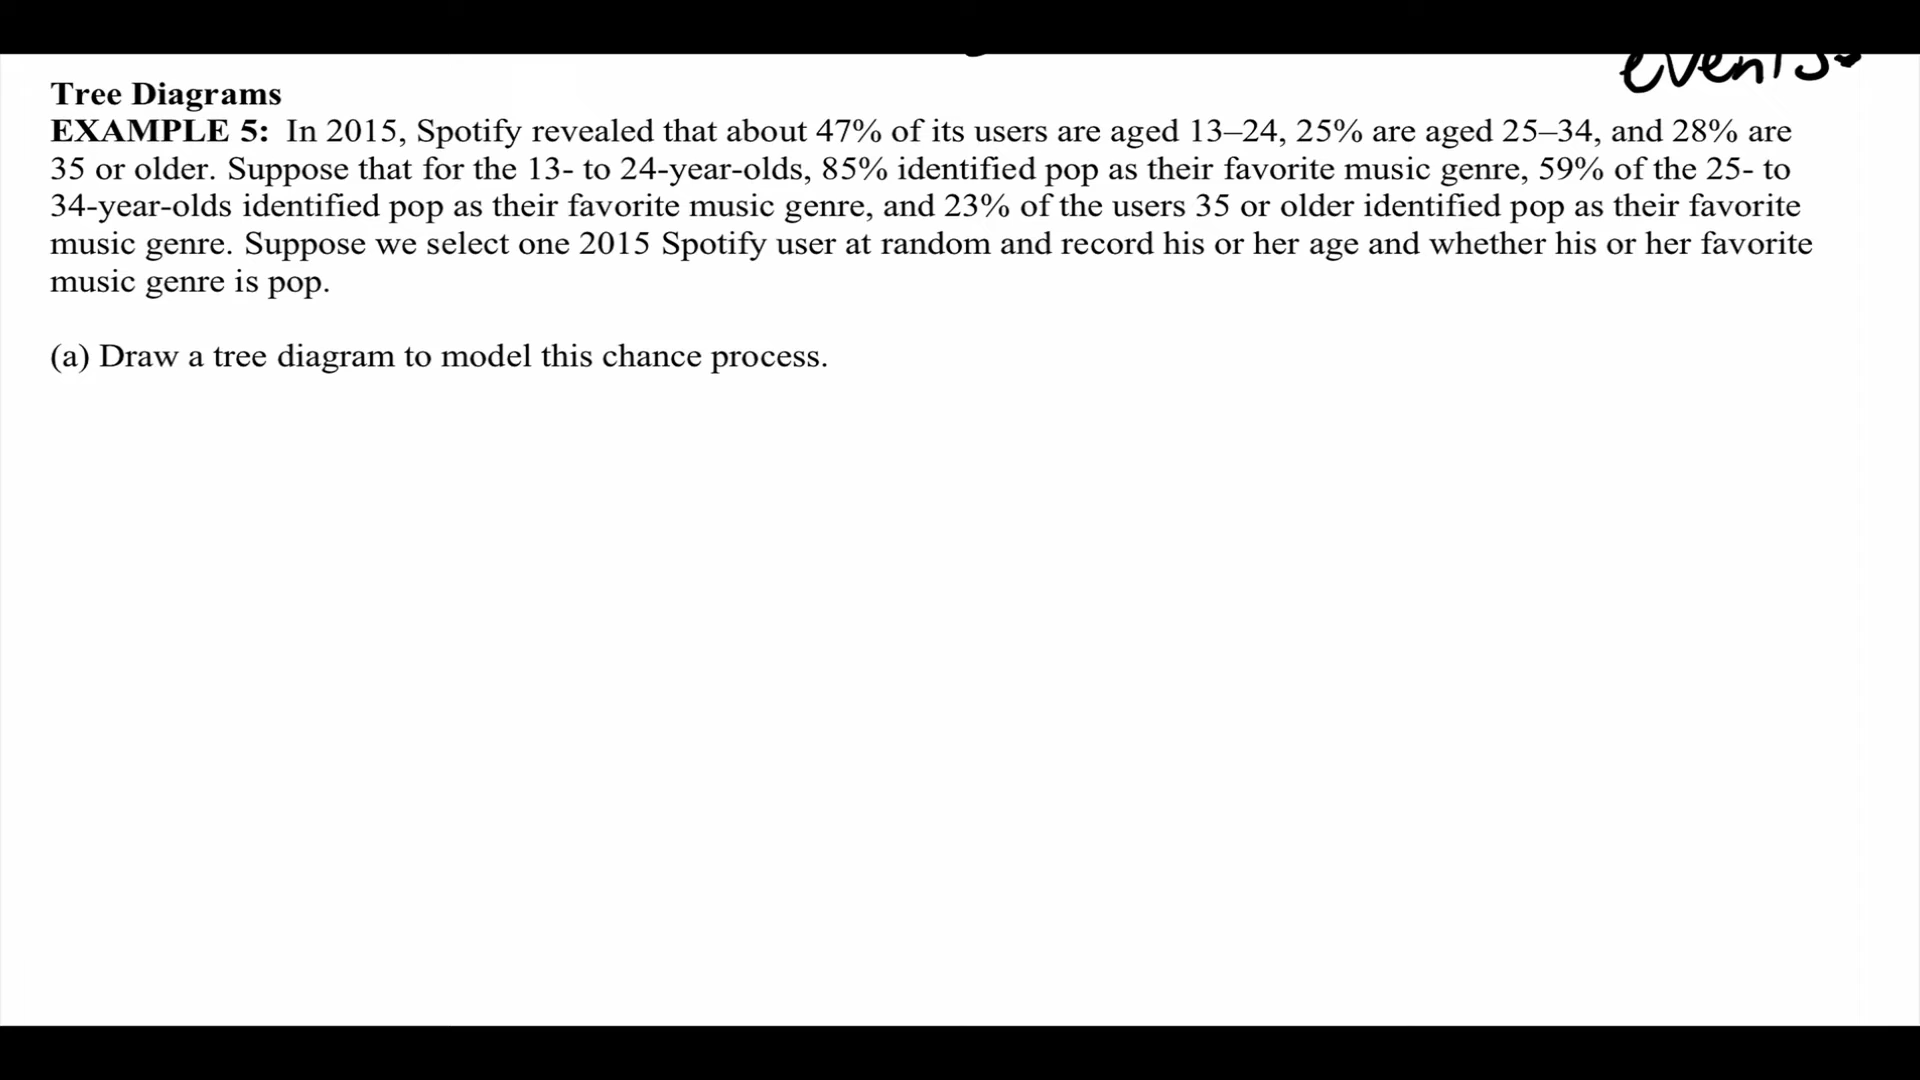 events
Tree Diagrams
EXAMPLE 5: In 2015, Spotify revealed that about 47% of its users are aged 13–24, 25% are aged 25–34, and 28% are
35 or older. Suppose that for the 13- to 24-year-olds, 85% identified pop as their favorite music genre, 59% of the 25- to
34-year-olds identified pop as their favorite music genre, and 23% of the users 35 or older identified pop as their favorite
music genre. Suppose we select one 2015 Spotify user at random and record his or her age and whether his or her favorite
music genre is pop.
(a) Draw a tree diagram to model this chance process.